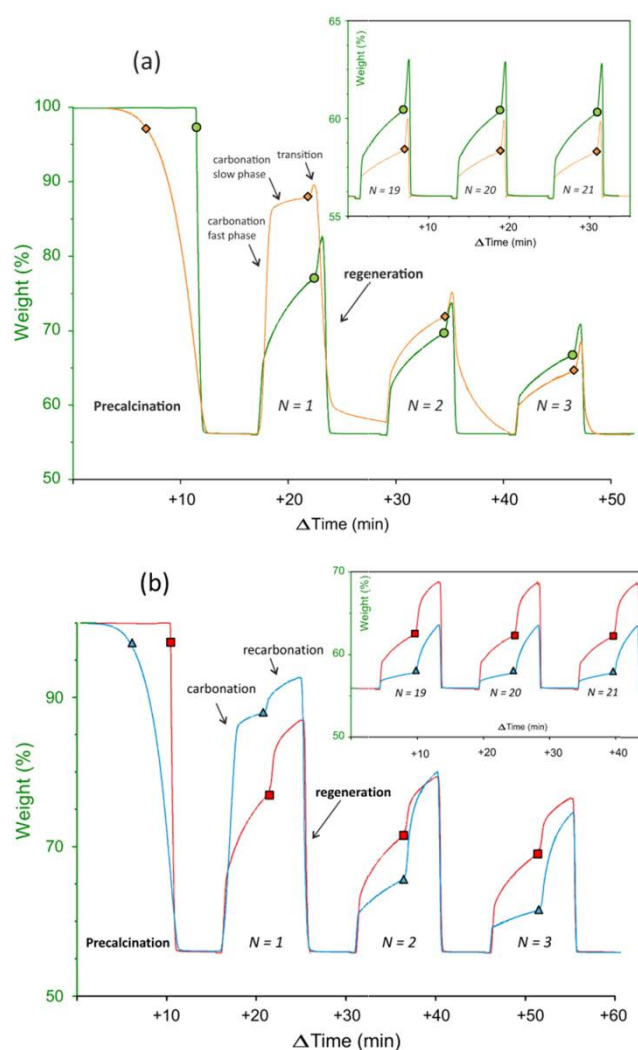 (a)
Weight (%)
100
90
80
70
60
50
+10
+20
+30
+40
+50
ΔTime (min)
Precalcination
carbonation
fast phase
carbonation
slow phase
transition
regeneration
N = 1
N = 2
N = 3
Weight (%)
65
60
55
N = 19
N = 20
N = 21
+10
+20
+30
ΔTime (min)
(b)
Weight (%)
90
70
50
+10
+20
+30
+40
+50
+60
ΔTime (min)
Precalcination
carbonation
recarbonation
regeneration
N = 1
N = 2
N = 3
Weight (%)
70
60
50
N = 19
N = 20
N = 21
+10
+20
+30
+40
ΔTime (min)